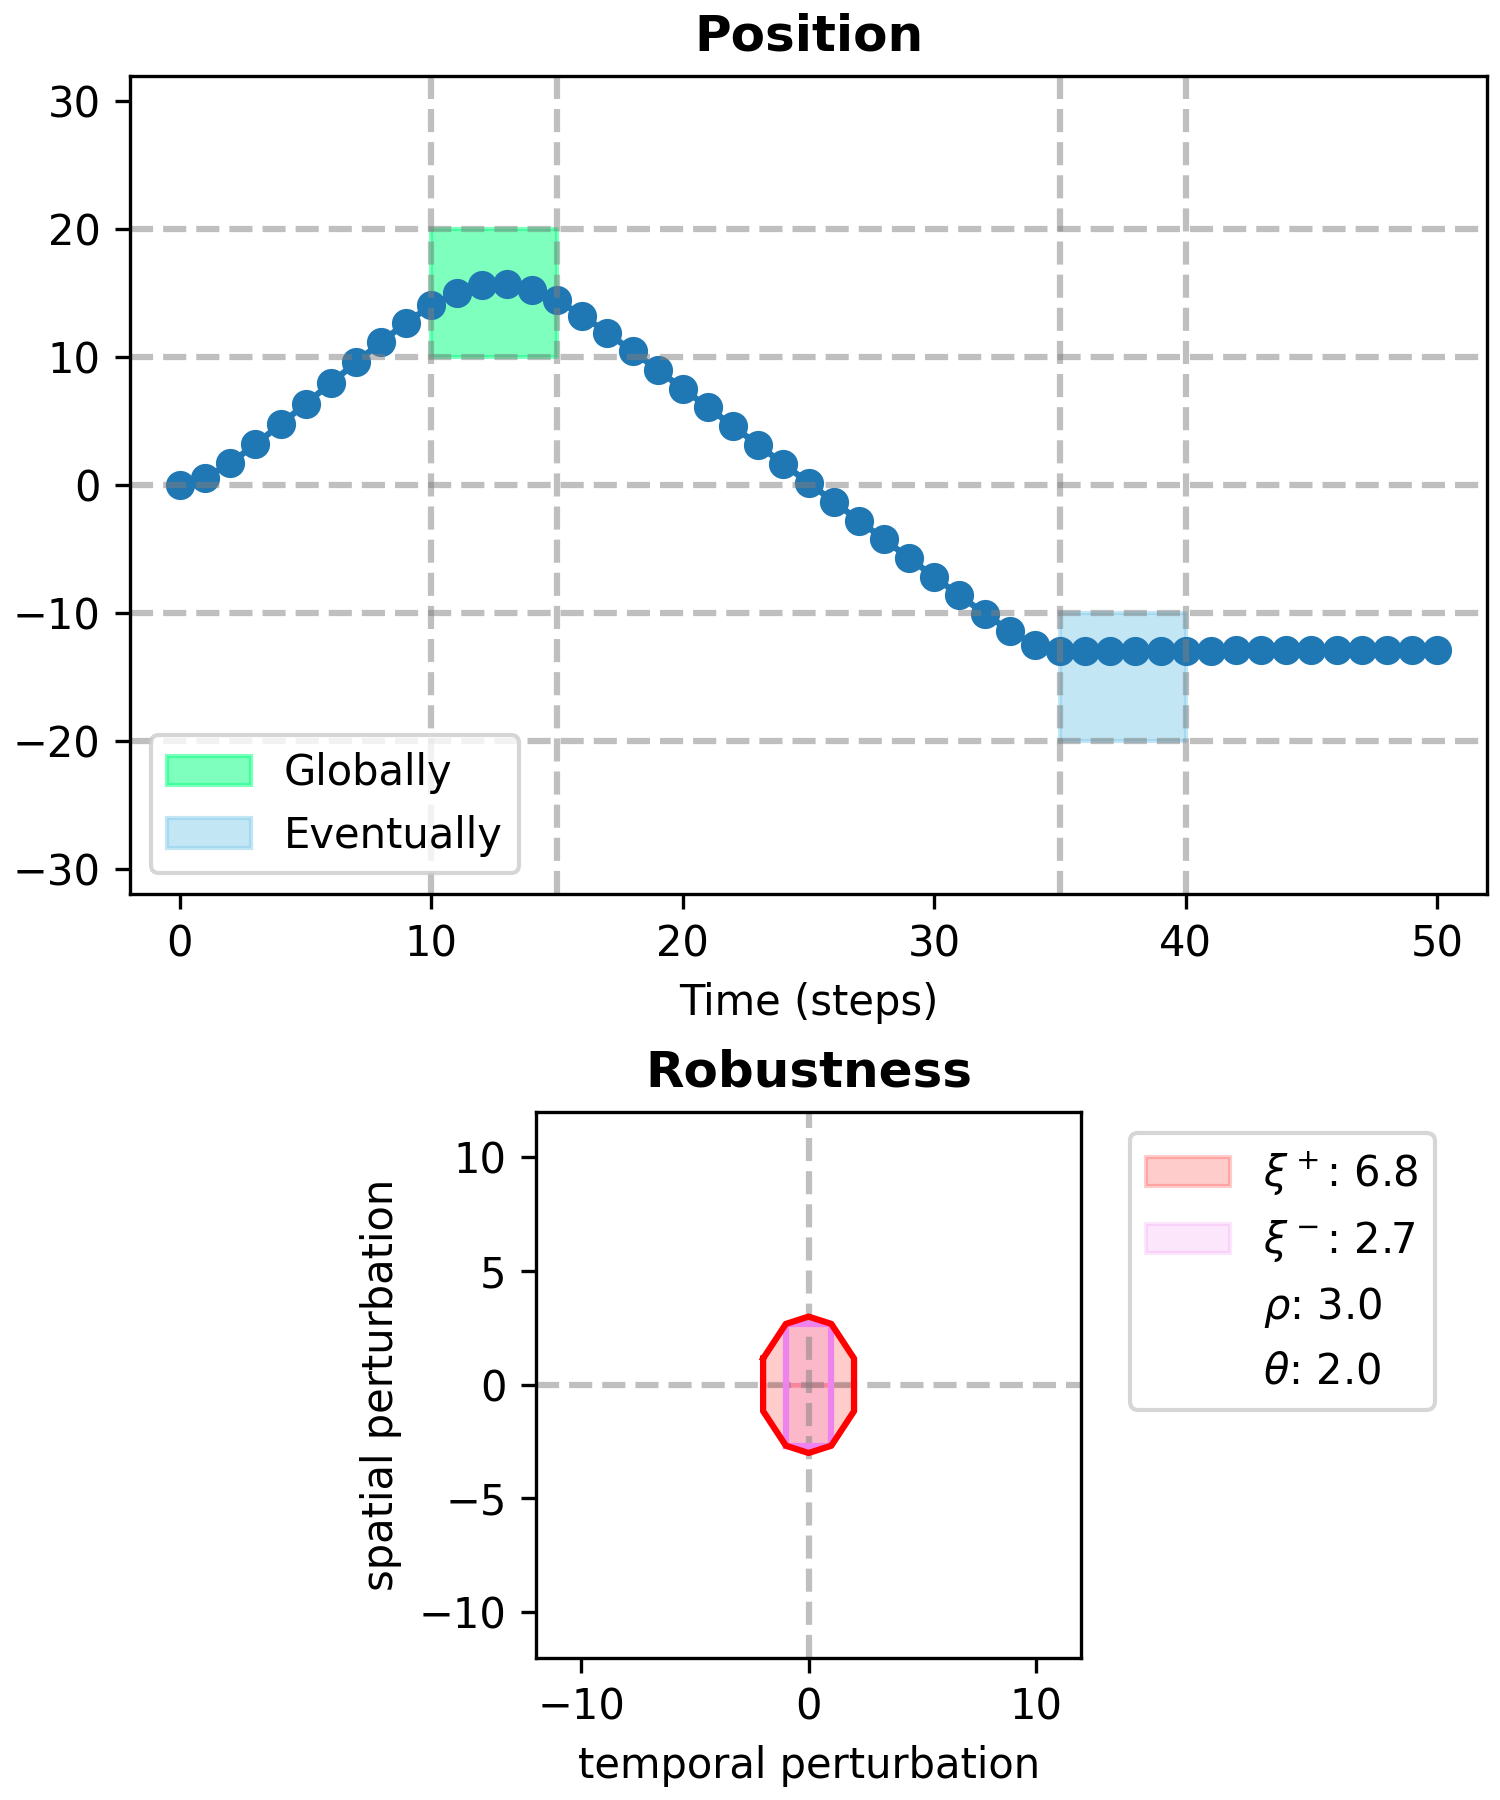 Position
30
20
10
0
−10
−20
−30
Globally
Eventually
0 10 20 30 40 50
Time (steps)
Robustness
10
5
0
−5
−10
spatial perturbation
−10 0 10
temporal perturbation
ξ⁺: 6.8
ξ⁻: 2.7
ρ: 3.0
θ: 2.0